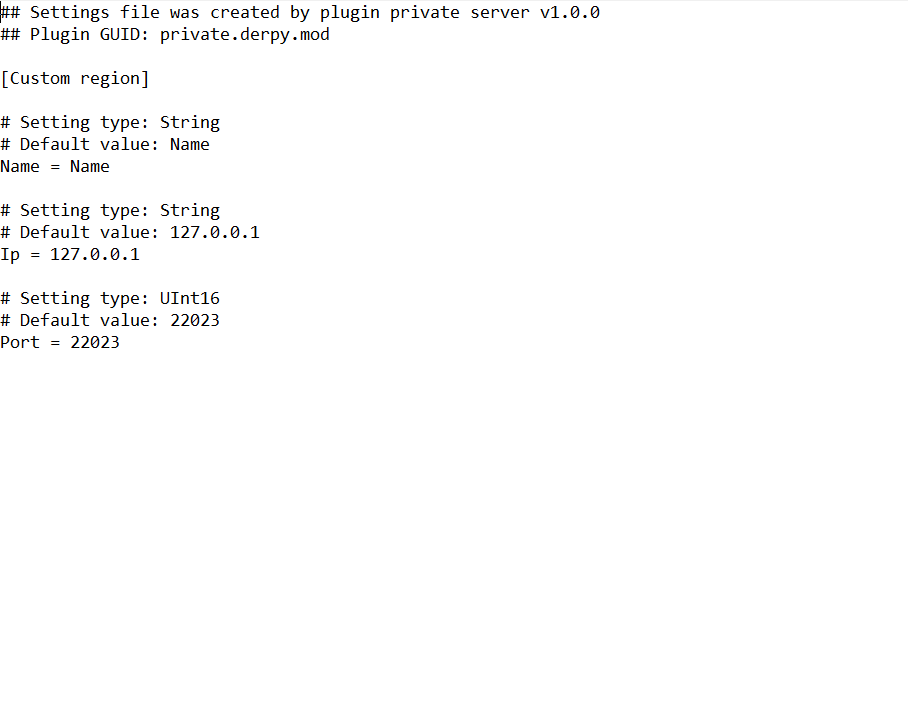 ## Settings file was created by plugin private server v1.0.0
## Plugin GUID: private.derpy.mod
[Custom region]
# Setting type: String
# Default value: Name
Name = Name
# Setting type: String
# Default value: 127.0.0.1
Ip = 127.0.0.1
# Setting type: UInt16
# Default value: 22023
Port = 22023